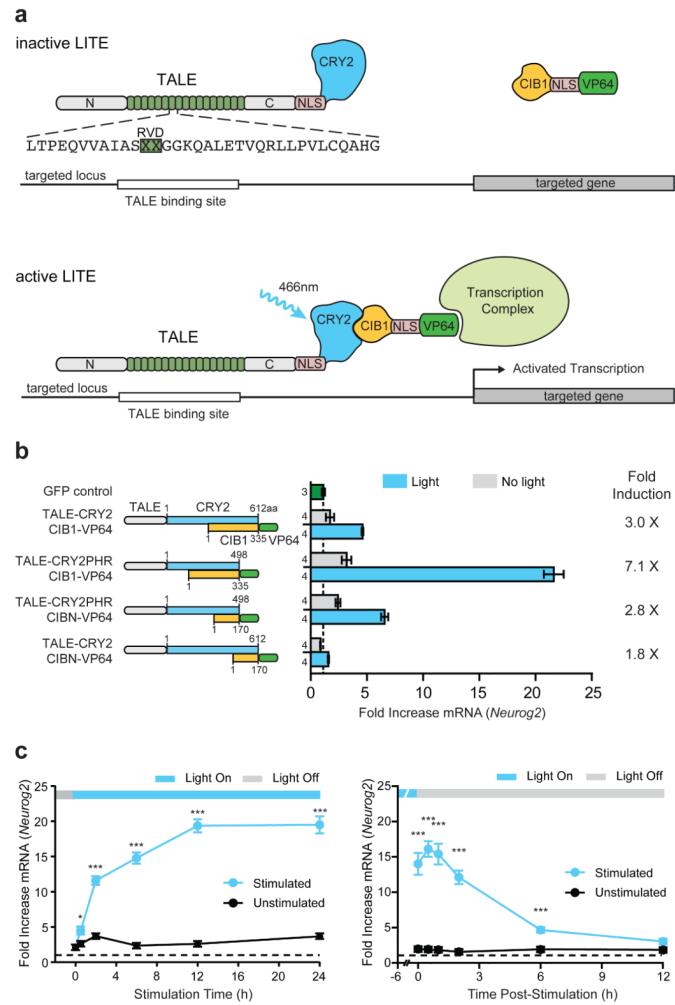 a
inactive LITE
CRY2
TALE
CIB1 NLS VP64
N C NLS
RVD
LTPEQVVAIASXXGGKQALETVQRLLPVLCQAHG
targeted locus targeted gene
TALE binding site
active LITE
466nm
Transcription
Complex
CRY2 CIB1 NLS VP64
TALE
N C NLS
Activated Transcription
targeted locus targeted gene
TALE binding site
b
Light No light Fold
Induction
GFP control 3
TALE 1 CRY2 612aa
TALE-CRY2 4 3.0 X
CIB1-VP64 1 CIB1 335 VP64 4
TALE-CRY2PHR 1 498 4 7.1 X
CIB1-VP64 1 335 4
TALE-CRY2PHR 1 498 4 2.8 X
CIBN-VP64 1 170 4
TALE-CRY2 1 612 4 1.8 X
CIBN-VP64 1 170 4
0 5 10 15 20 25
Fold Increase mRNA (Neurog2)
c
Light On Light Off
Fold Increase mRNA (Neurog2)
25
20
15
10
5
0
* *** *** *** ***
Stimulated
Unstimulated
0 6 12 18 24
Stimulation Time (h)
Light On Light Off
Fold Increase mRNA (Neurog2)
25
20
15
10
5
0
*** *** *** *** ***
Stimulated
Unstimulated
-6 0 3 6 9 12
Time Post-Stimulation (h)